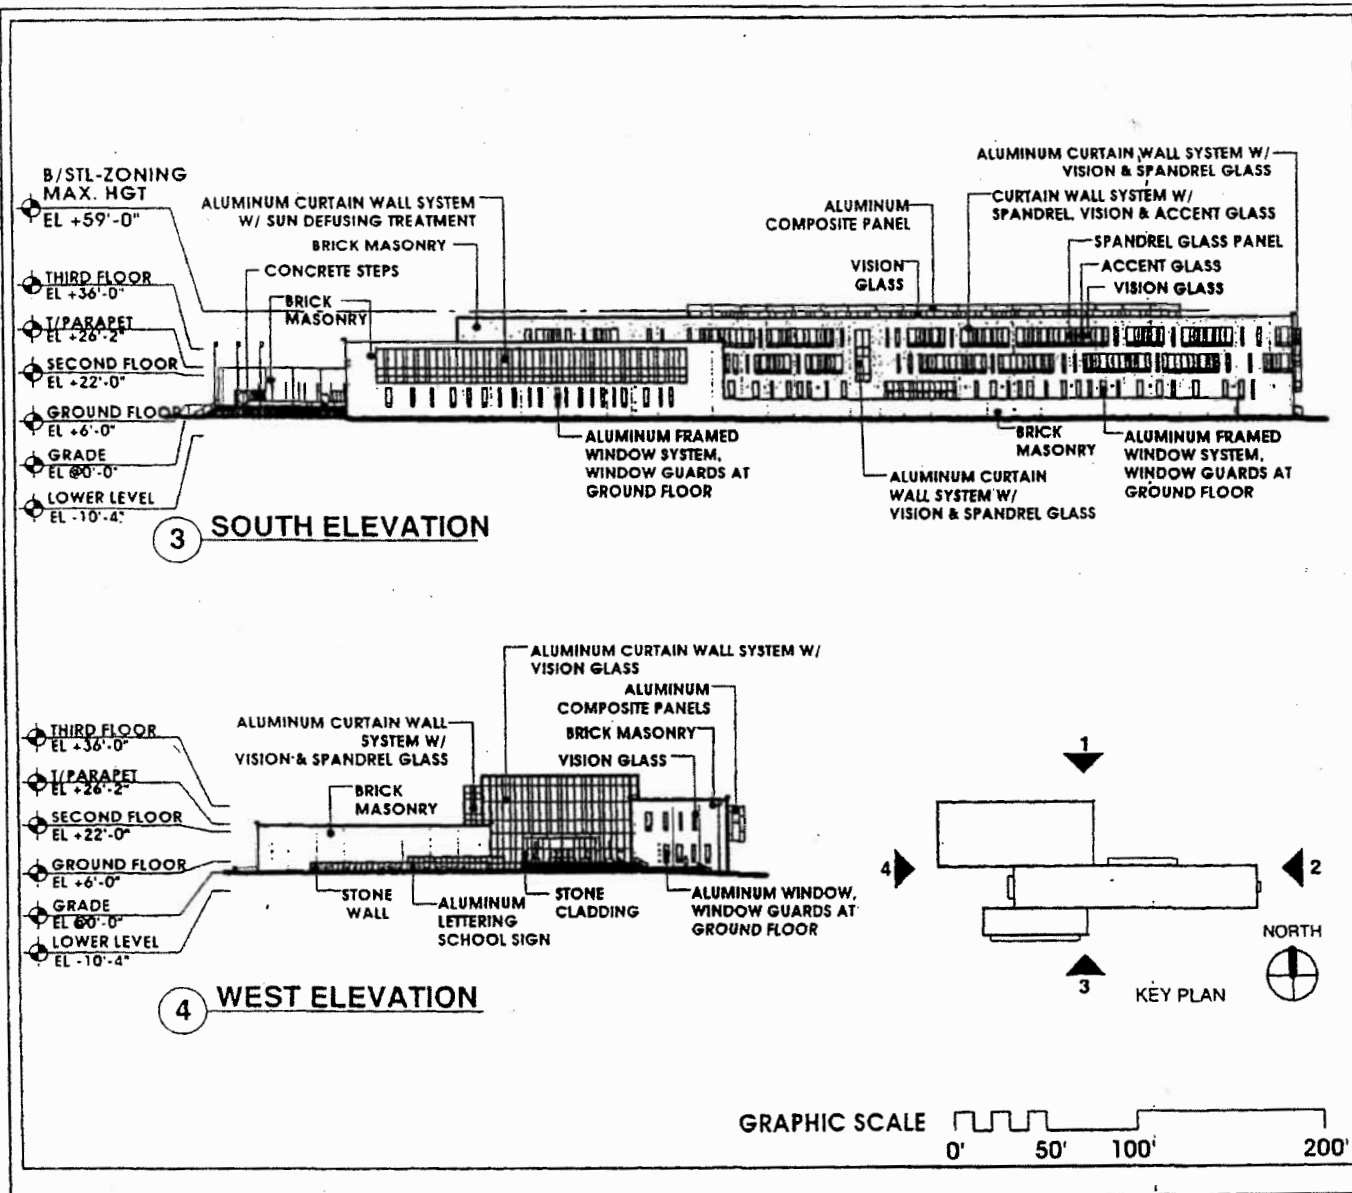 B/STL-ZONING
MAX. HGT
EL +59'-0"
THIRD FLOOR
EL +36'-0"
T/PARAPET
EL +26'-2"
SECOND FLOOR
EL +22'-0"
GROUND FLOOR
EL +6'-0"
GRADE
EL @0'-0"
LOWER LEVEL
EL -10'-4"
ALUMINUM CURTAIN WALL SYSTEM
W/ SUN DEFUSING TREATMENT
BRICK MASONRY
CONCRETE STEPS
BRICK
MASONRY
ALUMINUM
COMPOSITE PANEL
VISION
GLASS
ALUMINUM CURTAIN WALL SYSTEM W/
VISION & SPANDREL GLASS
CURTAIN WALL SYSTEM W/
SPANDREL, VISION & ACCENT GLASS
SPANDREL GLASS PANEL
ACCENT GLASS
VISION GLASS
ALUMINUM FRAMED
WINDOW SYSTEM,
WINDOW GUARDS AT
GROUND FLOOR
ALUMINUM CURTAIN
WALL SYSTEM W/
VISION & SPANDREL GLASS
BRICK
MASONRY
ALUMINUM FRAMED
WINDOW SYSTEM,
WINDOW GUARDS AT
GROUND FLOOR
3 SOUTH ELEVATION
THIRD FLOOR
EL +36'-0"
T/PARAPET
EL +26'-2"
SECOND FLOOR
EL +22'-0"
GROUND FLOOR
EL +6'-0"
GRADE
EL @0'-0"
LOWER LEVEL
EL -10'-4"
ALUMINUM CURTAIN WALL SYSTEM W/
VISION GLASS
ALUMINUM
COMPOSITE PANELS
BRICK MASONRY
VISION GLASS
ALUMINUM CURTAIN WALL
SYSTEM W/
VISION & SPANDREL GLASS
BRICK
MASONRY
STONE
WALL
ALUMINUM
LETTERING
SCHOOL SIGN
STONE
CLADDING
ALUMINUM WINDOW,
WINDOW GUARDS AT
GROUND FLOOR
4 WEST ELEVATION
1
4
2
3
KEY PLAN
NORTH
GRAPHIC SCALE
0' 50' 100' 200'